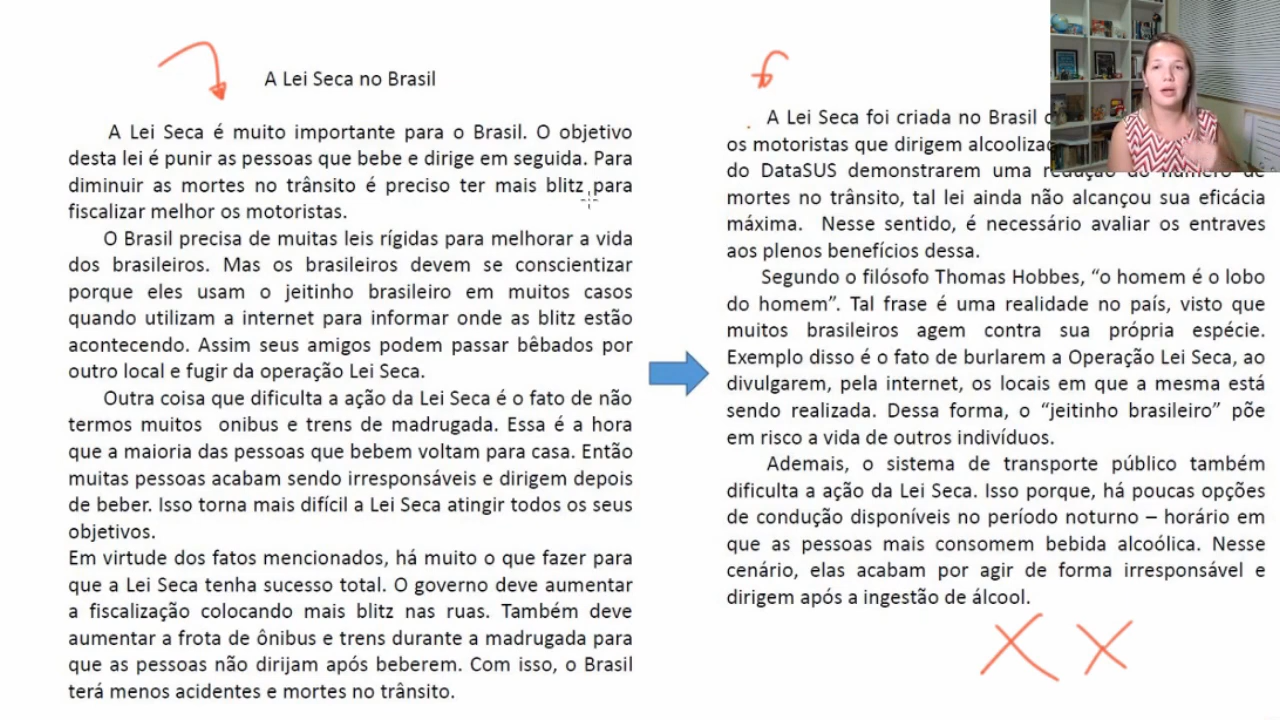 A Lei Seca no Brasil
A Lei Seca é muito importante para o Brasil. O objetivo
desta lei é punir as pessoas que bebe e dirige em seguida. Para
diminuir as mortes no trânsito é preciso ter mais blitz para
fiscalizar melhor os motoristas.
O Brasil precisa de muitas leis rígidas para melhorar a vida
dos brasileiros. Mas os brasileiros devem se conscientizar
porque eles usam o jeitinho brasileiro em muitos casos
quando utilizam a internet para informar onde as blitz estão
acontecendo. Assim seus amigos podem passar bêbados por
outro local e fugir da operação Lei Seca.
Outra coisa que dificulta a ação da Lei Seca é o fato de não
termos muitos onibus e trens de madrugada. Essa é a hora
que a maioria das pessoas que bebem voltam para casa. Então
muitas pessoas acabam sendo irresponsáveis e dirigem depois
de beber. Isso torna mais difícil a Lei Seca atingir todos os seus
objetivos.
Em virtude dos fatos mencionados, há muito o que fazer para
que a Lei Seca tenha sucesso total. O governo deve aumentar
a fiscalização colocando mais blitz nas ruas. Também deve
aumentar a frota de ônibus e trens durante a madrugada para
que as pessoas não dirijam após beberem. Com isso, o Brasil
terá menos acidentes e mortes no trânsito.
A Lei Seca foi criada no Brasil
os motoristas que dirigem
do DataSUS demonstrarem uma redução do número de
mortes no trânsito, tal lei ainda não alcançou sua eficácia
máxima. Nesse sentido, é necessário avaliar os entraves
aos plenos benefícios dessa.
Segundo o filósofo Thomas Hobbes, “o homem é o lobo
do homem”. Tal frase é uma realidade no país, visto que
muitos brasileiros agem contra sua própria espécie.
Exemplo disso é o fato de burlarem a Operação Lei Seca, ao
divulgarem, pela internet, os locais em que a mesma está
sendo realizada. Dessa forma, o “jeitinho brasileiro” põe
em risco a vida de outros indivíduos.
Ademais, o sistema de transporte público também
dificulta a ação da Lei Seca. Isso porque, há poucas opções
de condução disponíveis no período noturno – horário em
que as pessoas mais consomem bebida alcoólica. Nesse
cenário, elas acabam por agir de forma irresponsável e
dirigem após a ingestão de álcool.